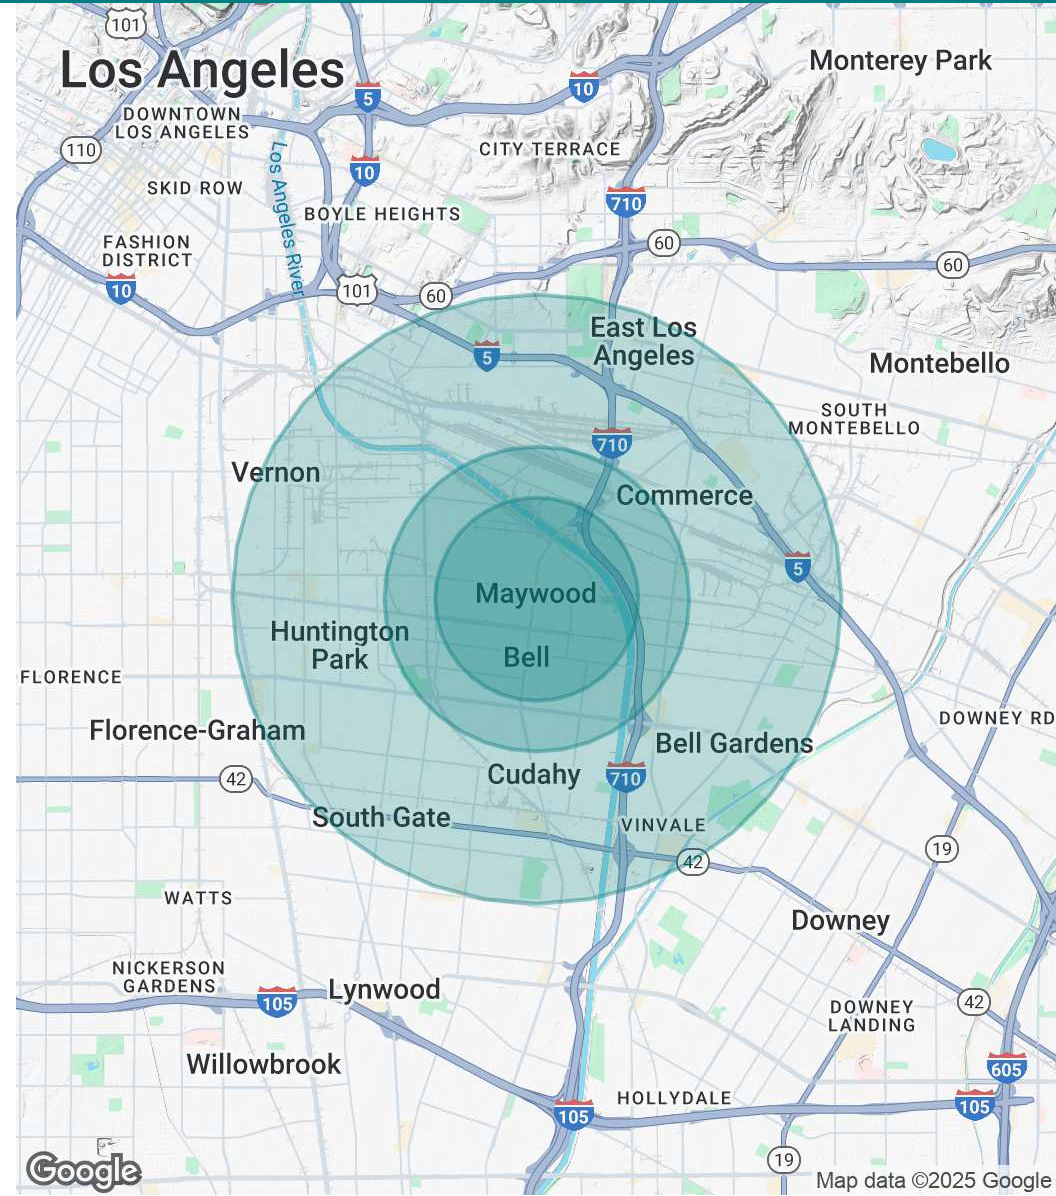 101
Los Angeles
Monterey Park
5
10
DOWNTOWN
LOS ANGELES
110
CITY TERRACE
Los Angeles River
10
SKID ROW
710
BOYLE HEIGHTS
FASHION
DISTRICT
60
60
10
101
60
East Los
Angeles
5
Montebello
SOUTH
MONTEBELLO
710
Vernon
Commerce
5
Maywood
Huntington
Park
Bell
FLORENCE
DOWNEY RD
Florence-Graham
Bell Gardens
Cudahy
710
42
South Gate
VINVALE
19
42
WATTS
Downey
NICKERSON
GARDENS
Lynwood
105
42
DOWNEY
LANDING
Willowbrook
605
HOLLYDALE
105
105
19
Google
Map data ©2025 Google